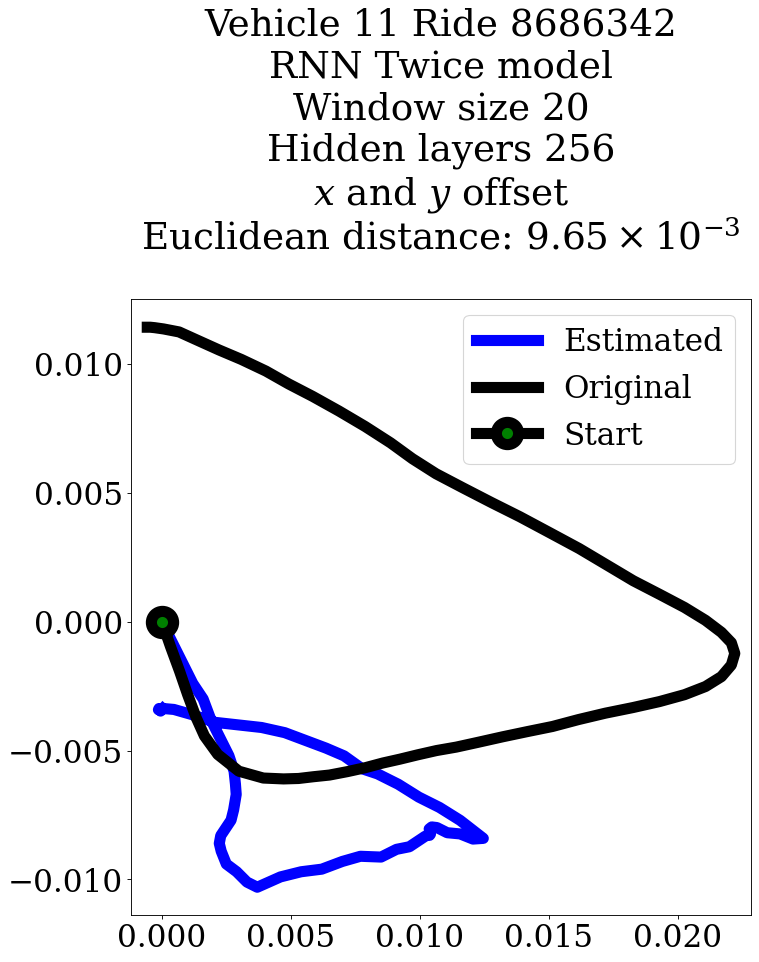 Vehicle 11 Ride 8686342
RNN Twice model
Window size 20
Hidden layers 256
x and y offset
Euclidean distance: 9.65 × 10⁻³
Estimated
Original
Start
0.010
0.005
0.000
−0.005
−0.010
0.000 0.005 0.010 0.015 0.020